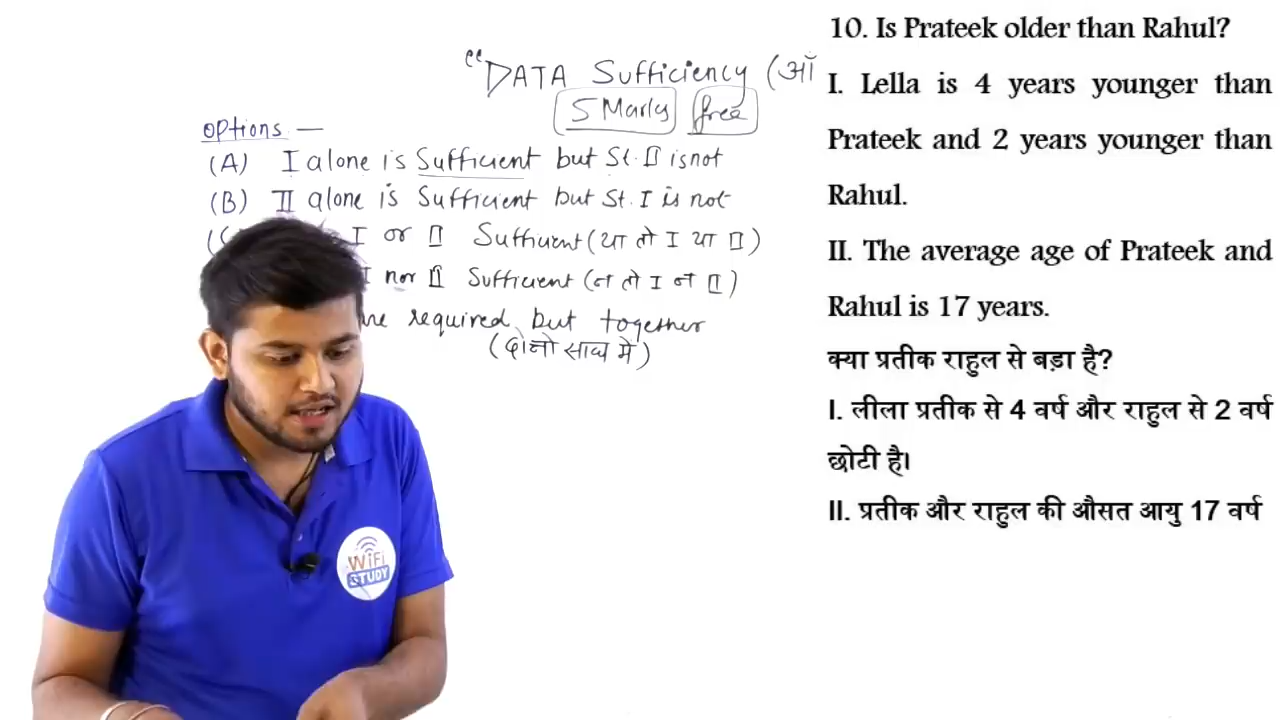 “DATA Sufficiency (ऑ
5 Marks free
options —
(A) I alone is Sufficient but St. II is not
(B) II alone is Sufficient but St. I is not
I or II Sufficient (या तो I या II)
nor II Sufficient (न तो I न II)
required but together
(दोनो साथ मे)
10. Is Prateek older than Rahul?
I. Lella is 4 years younger than
Prateek and 2 years younger than
Rahul.
II. The average age of Prateek and
Rahul is 17 years.
क्या प्रतीक राहुल से बड़ा है?
I. लीला प्रतीक से 4 वर्ष और राहुल से 2 वर्ष
छोटी है।
II. प्रतीक और राहुल की औसत आयु 17 वर्ष
WiFi
STUDY